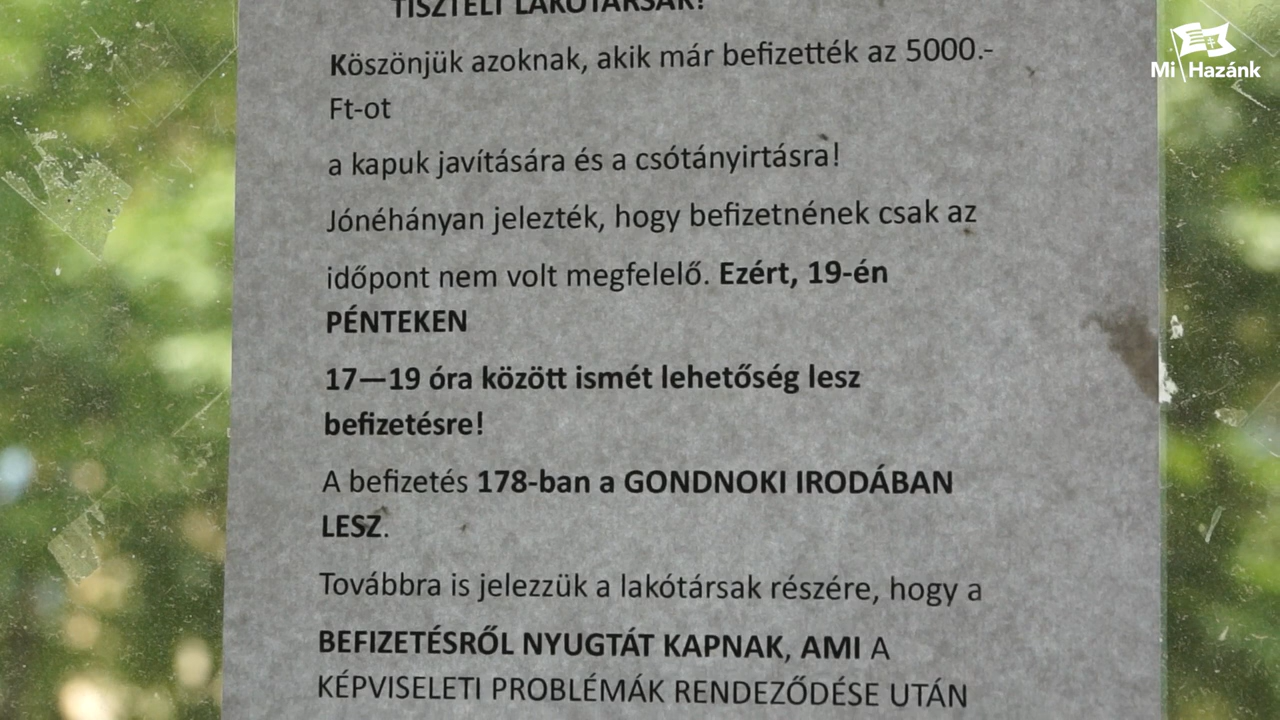 TISZTELT LAKÓTÁRSAK!
Mi Hazánk
Köszönjük azoknak, akik már befizették az 5000.-
Ft-ot
a kapuk javítására és a csótányirtásra!
Jónéhányan jelezték, hogy befizetnének csak az
időpont nem volt megfelelő. Ezért, 19-én
PÉNTEKEN
17—19 óra között ismét lehetőség lesz
befizetésre!
A befizetés 178-ban a GONDNOKI IRODÁBAN
LESZ.
Továbbra is jelezzük a lakótársak részére, hogy a
BEFIZETÉSRŐL NYUGTÁT KAPNAK, AMI A
KÉPVISELETI PROBLÉMÁK RENDEZŐDÉSE UTÁN